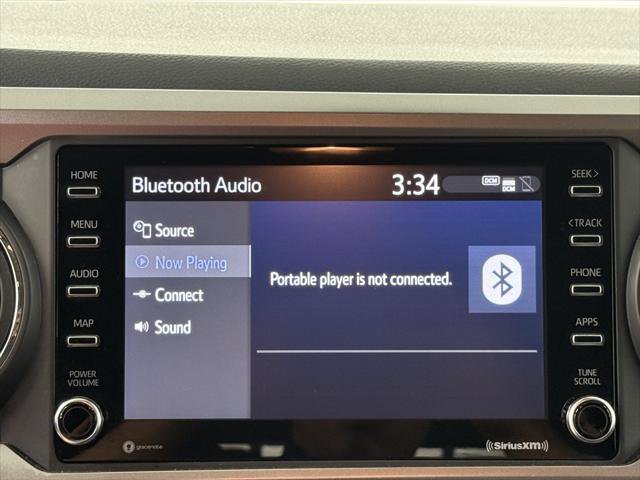 HOME
MENU
AUDIO
MAP
POWER
VOLUME
Bluetooth Audio
3:34
DCM
DCM
Source
Now Playing
Connect
Sound
Portable player is not connected.
SEEK >
< TRACK
PHONE
APPS
TUNE
SCROLL
gracenote
SiriusXM